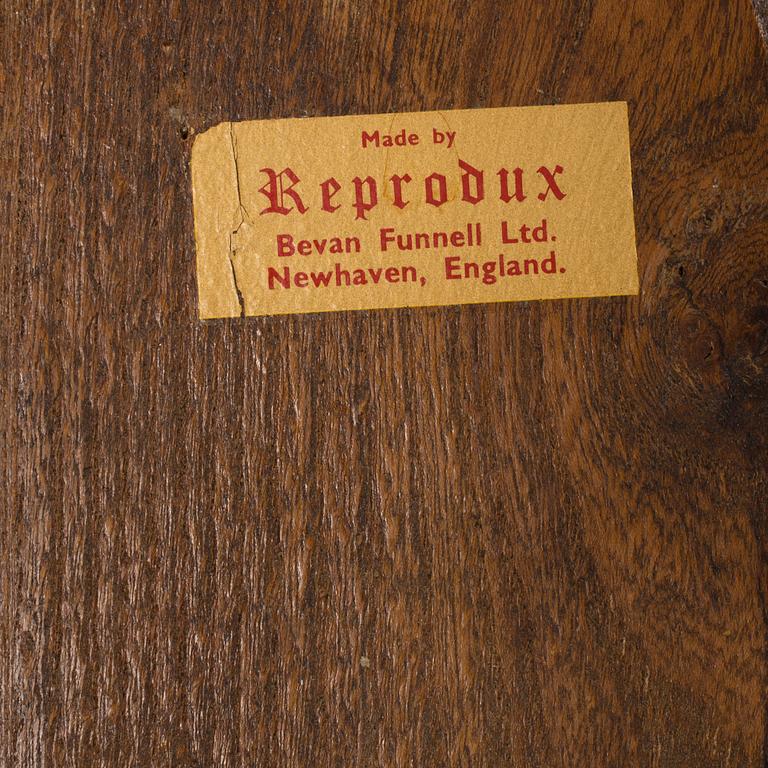 Made by
Reprodux
Bevan Funnell Ltd.
Newhaven, England.